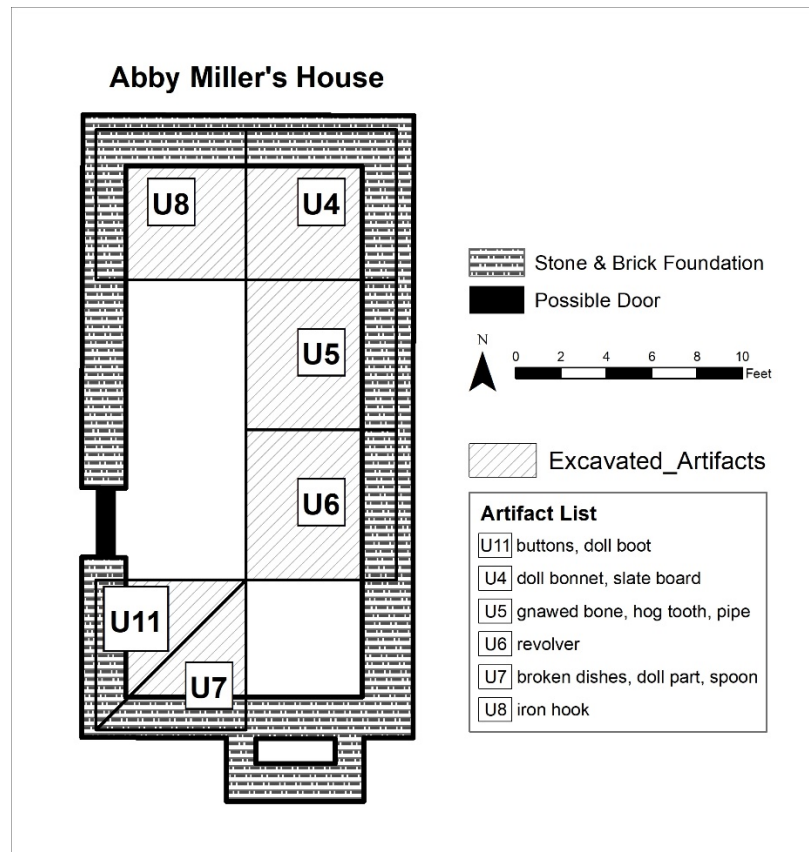 Abby Miller's House
U8
U4
U5
U6
U11
U7
Stone & Brick Foundation
Possible Door
N
0 2 4 6 8 10
Feet
Excavated_Artifacts
Artifact List
U11 buttons, doll boot
U4 doll bonnet, slate board
U5 gnawed bone, hog tooth, pipe
U6 revolver
U7 broken dishes, doll part, spoon
U8 iron hook